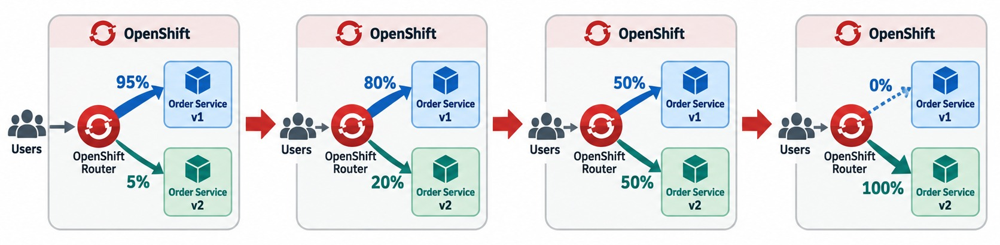 OpenShift
95%
Order Service
v1
Users
OpenShift
Router
5%
Order Service
v2
OpenShift
80%
Order Service
v1
Users
OpenShift
Router
20%
Order Service
v2
OpenShift
50%
Order Service
v1
Users
OpenShift
Router
50%
Order Service
v2
OpenShift
0%
Order Service
v1
Users
OpenShift
Router
100%
Order Service
v2